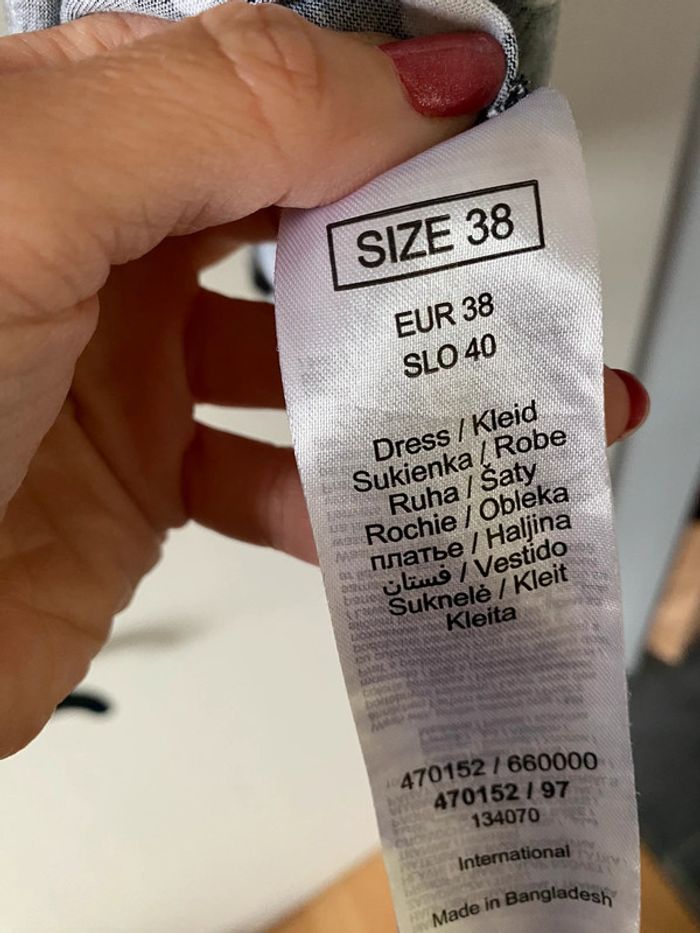 SIZE 38
EUR 38
SLO 40
Dress / Kleid
Sukienka / Robe
Ruha / Šaty
Rochie / Obleka
платье / Haljina
فستان / Vestido
Suknelė / Kleit
Kleita
470152 / 660000
470152 / 97
134070
International
Made in Bangladesh